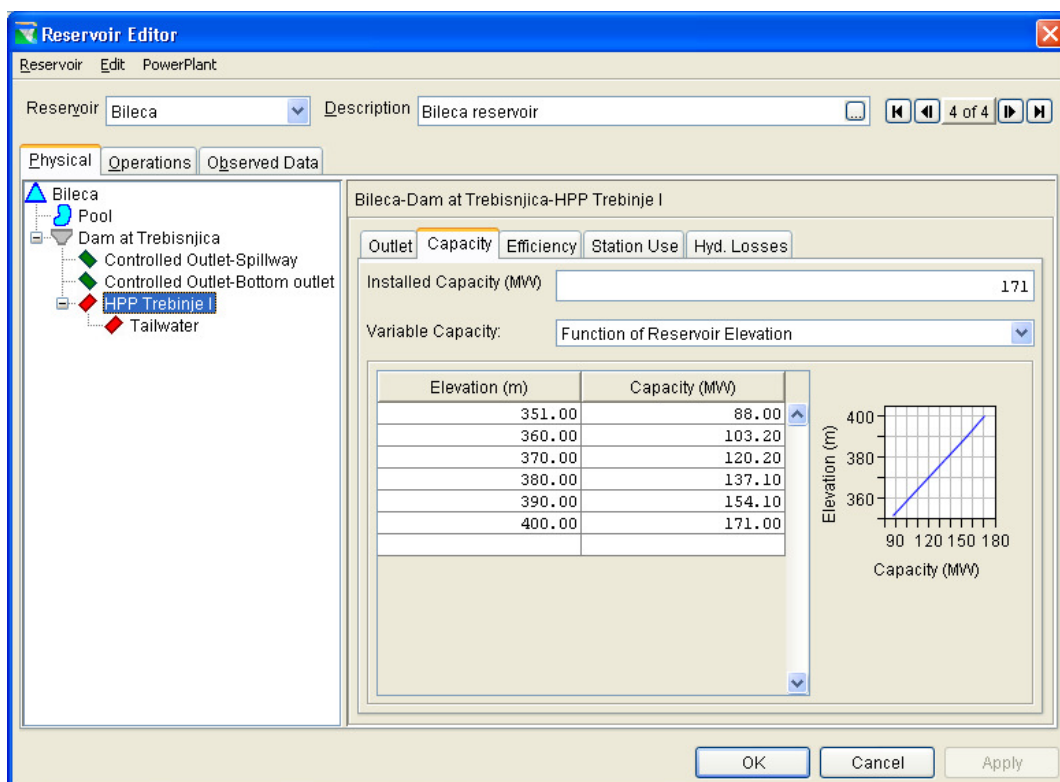 Reservoir Editor
Reservoir Edit PowerPlant
Reservoir Bileca Description Bileca reservoir ... 4 of 4
Physical Operations Observed Data
Bileca
Pool
Dam at Trebisnjica
Controlled Outlet-Spillway
Controlled Outlet-Bottom outlet
HPP Trebinje I
Tailwater
Bileca-Dam at Trebisnjica-HPP Trebinje I
Outlet Capacity Efficiency Station Use Hyd. Losses
Installed Capacity (MW) 171
Variable Capacity: Function of Reservoir Elevation
Elevation (m) Capacity (MW)
351.00 88.00
360.00 103.20
370.00 120.20
380.00 137.10
390.00 154.10
400.00 171.00
Elevation (m)
400
380
360
90 120 150 180
Capacity (MW)
OK Cancel Apply